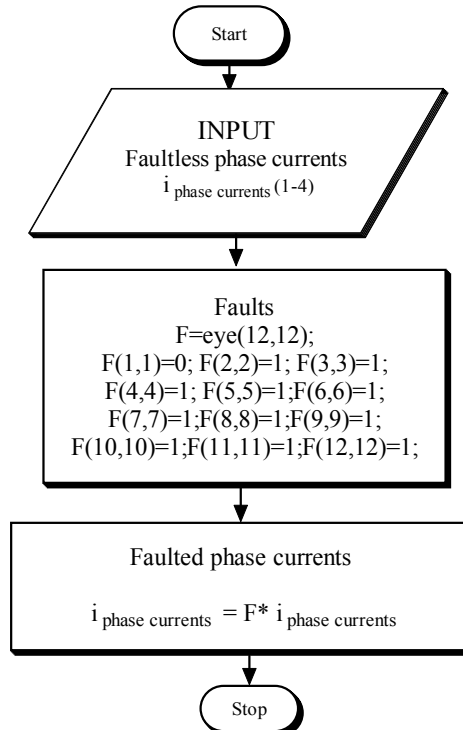 Start
INPUT
Faultless phase currents
i phase currents (1-4)
Faults
F=eye(12,12);
F(1,1)=0; F(2,2)=1; F(3,3)=1;
F(4,4)=1; F(5,5)=1;F(6,6)=1;
F(7,7)=1;F(8,8)=1;F(9,9)=1;
F(10,10)=1;F(11,11)=1;F(12,12)=1;
Faulted phase currents
i phase currents = F* i phase currents
Stop